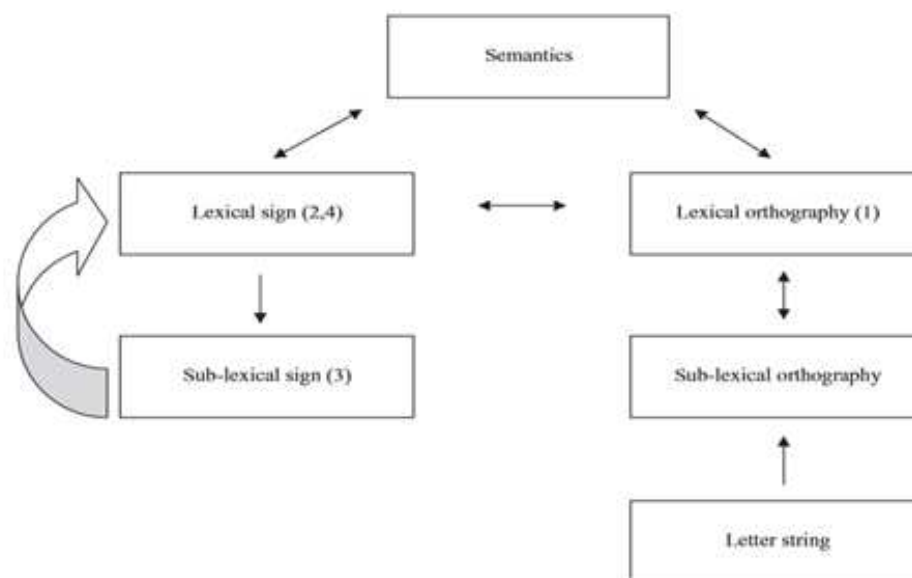 Semantics
Lexical sign (2,4)
Lexical orthography (1)
Sub-lexical sign (3)
Sub-lexical orthography
Letter string